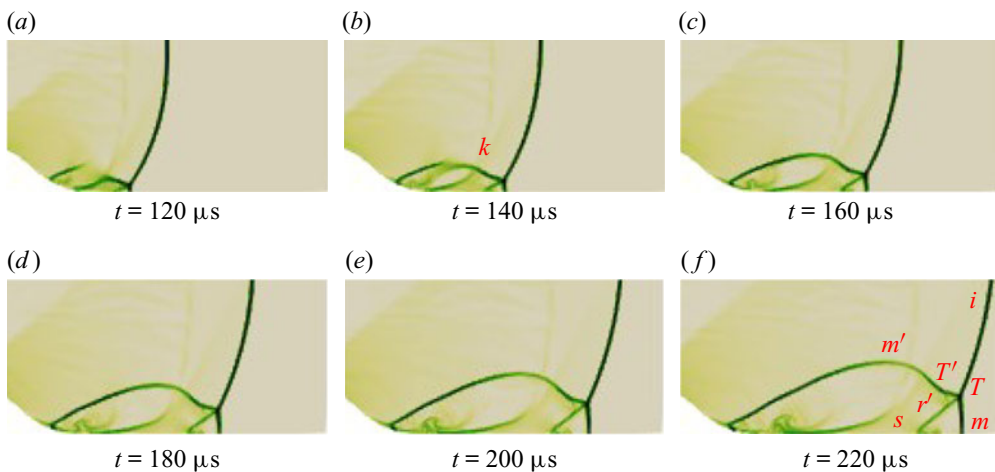 (a) (b) (c)
k
t = 120 μs t = 140 μs t = 160 μs
(d) (e) (f)
i
m′
T′
T
r′
s m
t = 180 μs t = 200 μs t = 220 μs